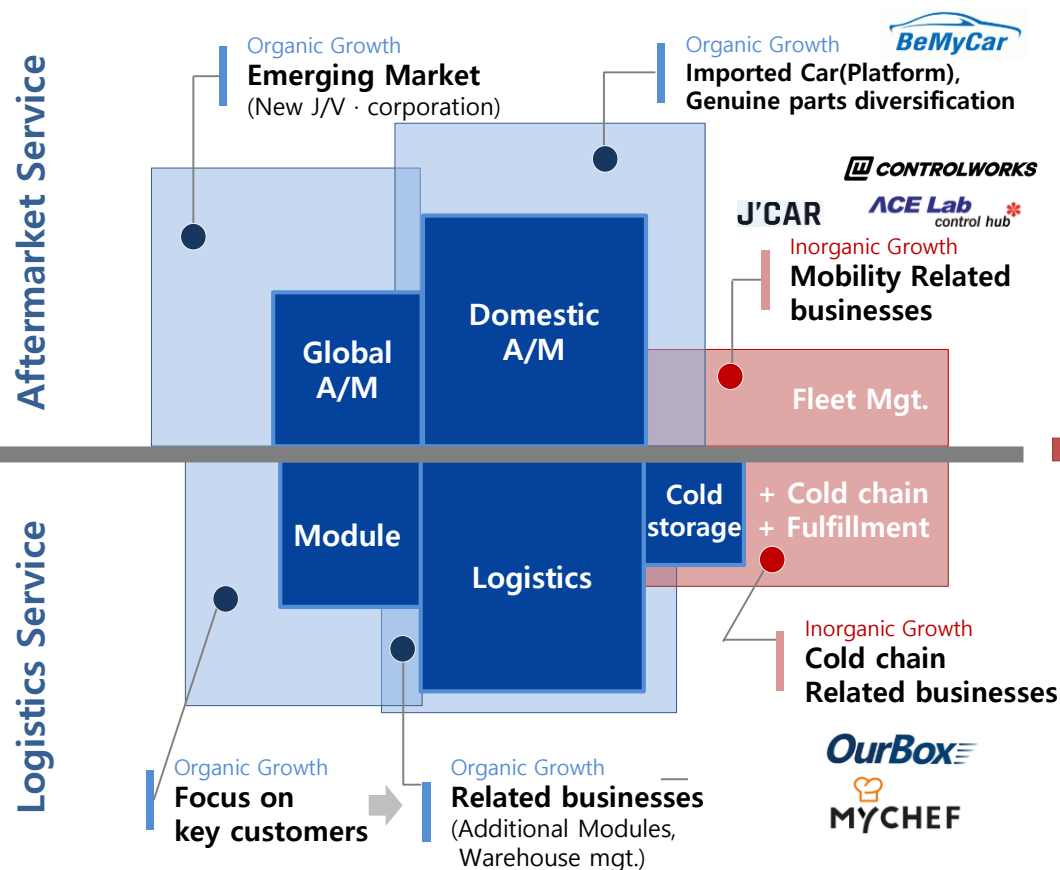 Aftermarket Service
Organic Growth
Emerging Market
(New J/V · corporation)
Organic Growth
Imported Car(Platform),
Genuine parts diversification
BeMyCar
CONTROLWORKS
J'CAR
ACE Lab
control hub
Inorganic Growth
Mobility Related
businesses
Global
A/M
Domestic
A/M
Fleet Mgt.
Logistics Service
Module
Logistics
Cold
storage
+ Cold chain
+ Fulfillment
Inorganic Growth
Cold chain
Related businesses
OurBox
MYCHEF
Organic Growth
Focus on
key customers
Organic Growth
Related businesses
(Additional Modules,
Warehouse mgt.)